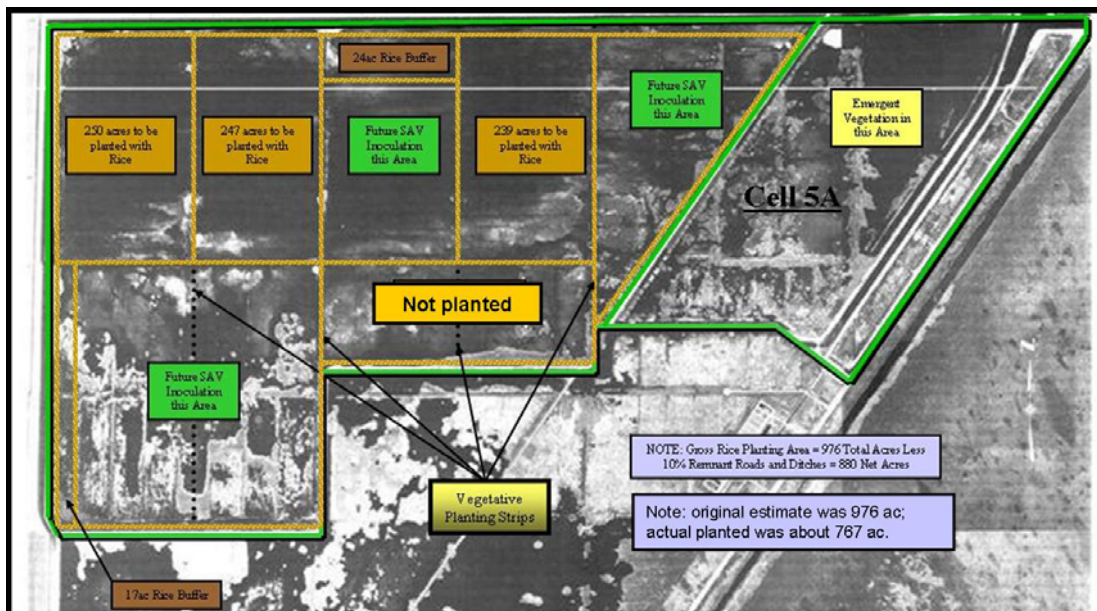 24ac Rice Buffer
250 acres to be
planted with
Rice
247 acres to be
planted with
Rice
Future SAV
Inoculation
this Area
239 acres to be
planted with
Rice
Future SAV
Inoculation
this Area
Emergent
Vegetation in
this Area
Cell 5A
Not planted
Future SAV
Inoculation
this Area
Vegetative
Planting Strips
NOTE: Gross Rice Planting Area = 976 Total Acres Less
10% Remnant Roads and Ditches = 880 Net Acres
Note: original estimate was 976 ac;
actual planted was about 767 ac.
17ac Rice Buffer